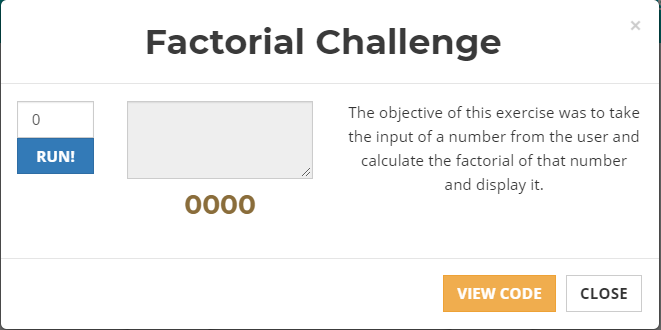 ×
Factorial Challenge
0
RUN!
0000
The objective of this exercise was to take
the input of a number from the user and
calculate the factorial of that number
and display it.
VIEW CODE
CLOSE